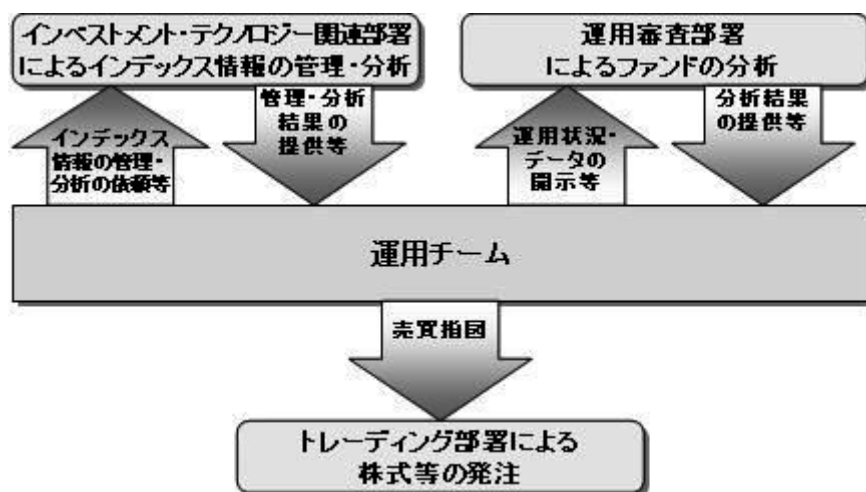 インベストメント・テクノロジー関連部署
によるインデックス情報の管理・分析
運用審査部署
によるファンドの分析
インデックス
情報の管理・
分析の依頼等
管理・分析
結果の
提供等
運用状況・
データの
開示等
分析結果
の提供等
運用チーム
売買指図
トレーディング部署による
株式等の発注